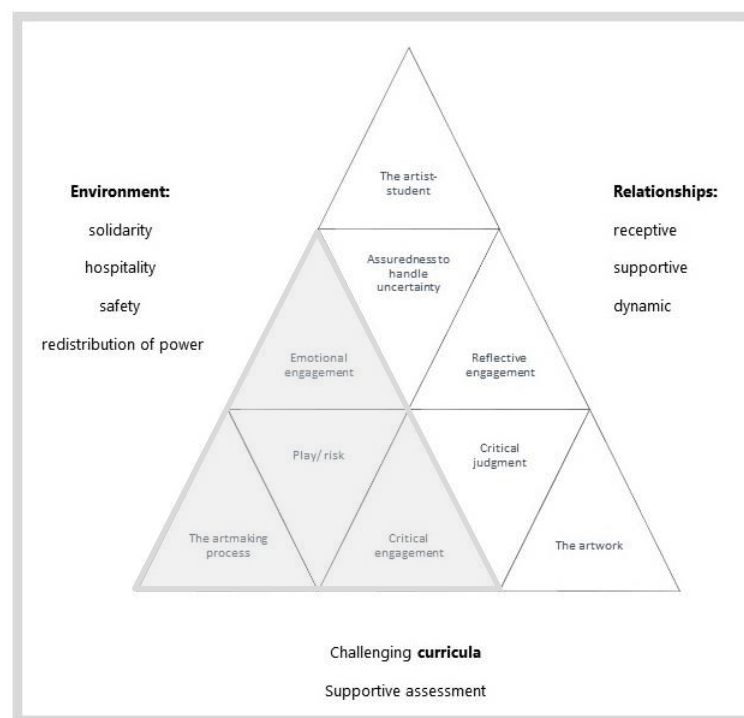 The artist-
student
Environment:
solidarity
hospitality
safety
redistribution of power
Relationships:
receptive
supportive
dynamic
Assuredness to
handle
uncertainty
Emotional
engagement
Reflective
engagement
Play/ risk
Critical
judgment
The artmaking
process
Critical
engagement
The artwork
Challenging curricula
Supportive assessment